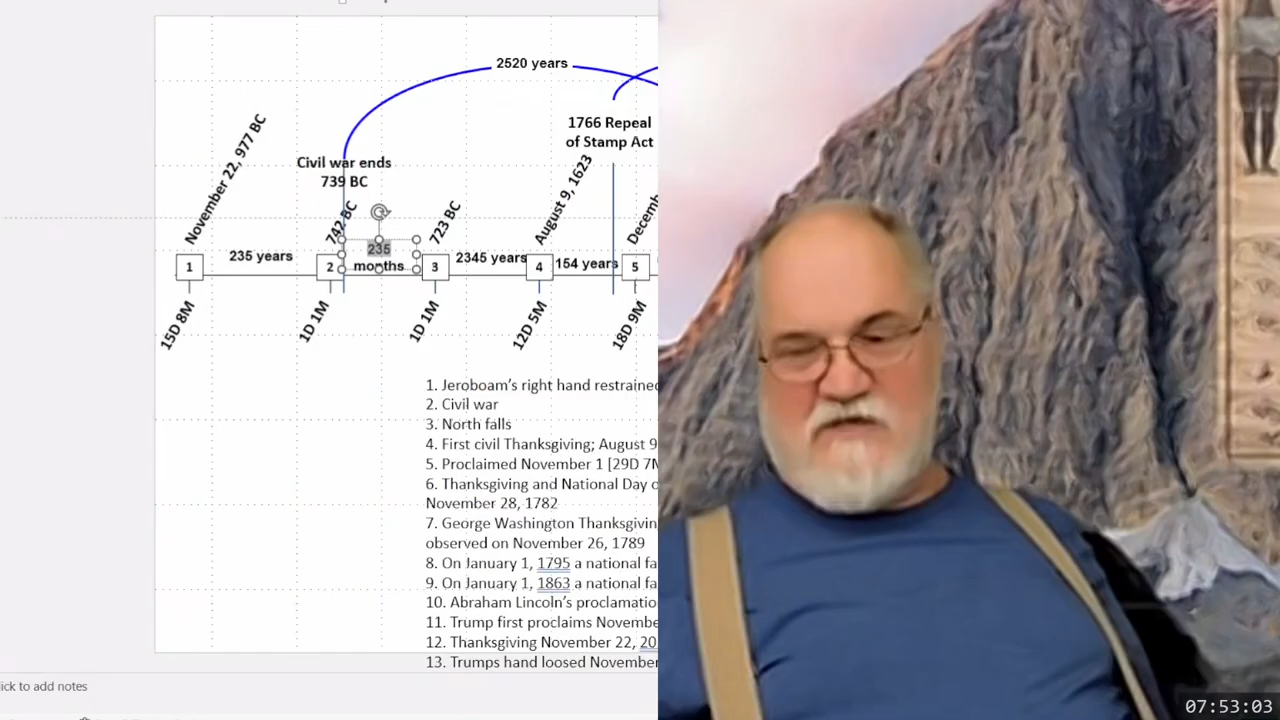 2520 years
1766 Repeal
of Stamp Act
November 22, 977 BC
Civil war ends
739 BC
742 BC
723 BC
August 9, 1623
Decemb
235 years
235
months
2345 years
154 years
1
2
3
4
5
15D 8M
1D 1M
1D 1M
12D 5M
18D 9M
1. Jeroboam's right hand restrained
2. Civil war
3. North falls
4. First civil Thanksgiving; August 9
5. Proclaimed November 1 [29D 7M
6. Thanksgiving and National Day o
November 28, 1782
7. George Washington Thanksgivin
observed on November 26, 1789
8. On January 1, 1795 a national fa
9. On January 1, 1863 a national fa
10. Abraham Lincoln's proclamatio
11. Trump first proclaims Novembe
12. Thanksgiving November 22, 20
13. Trumps hand loosed November
lick to add notes
07:53:03